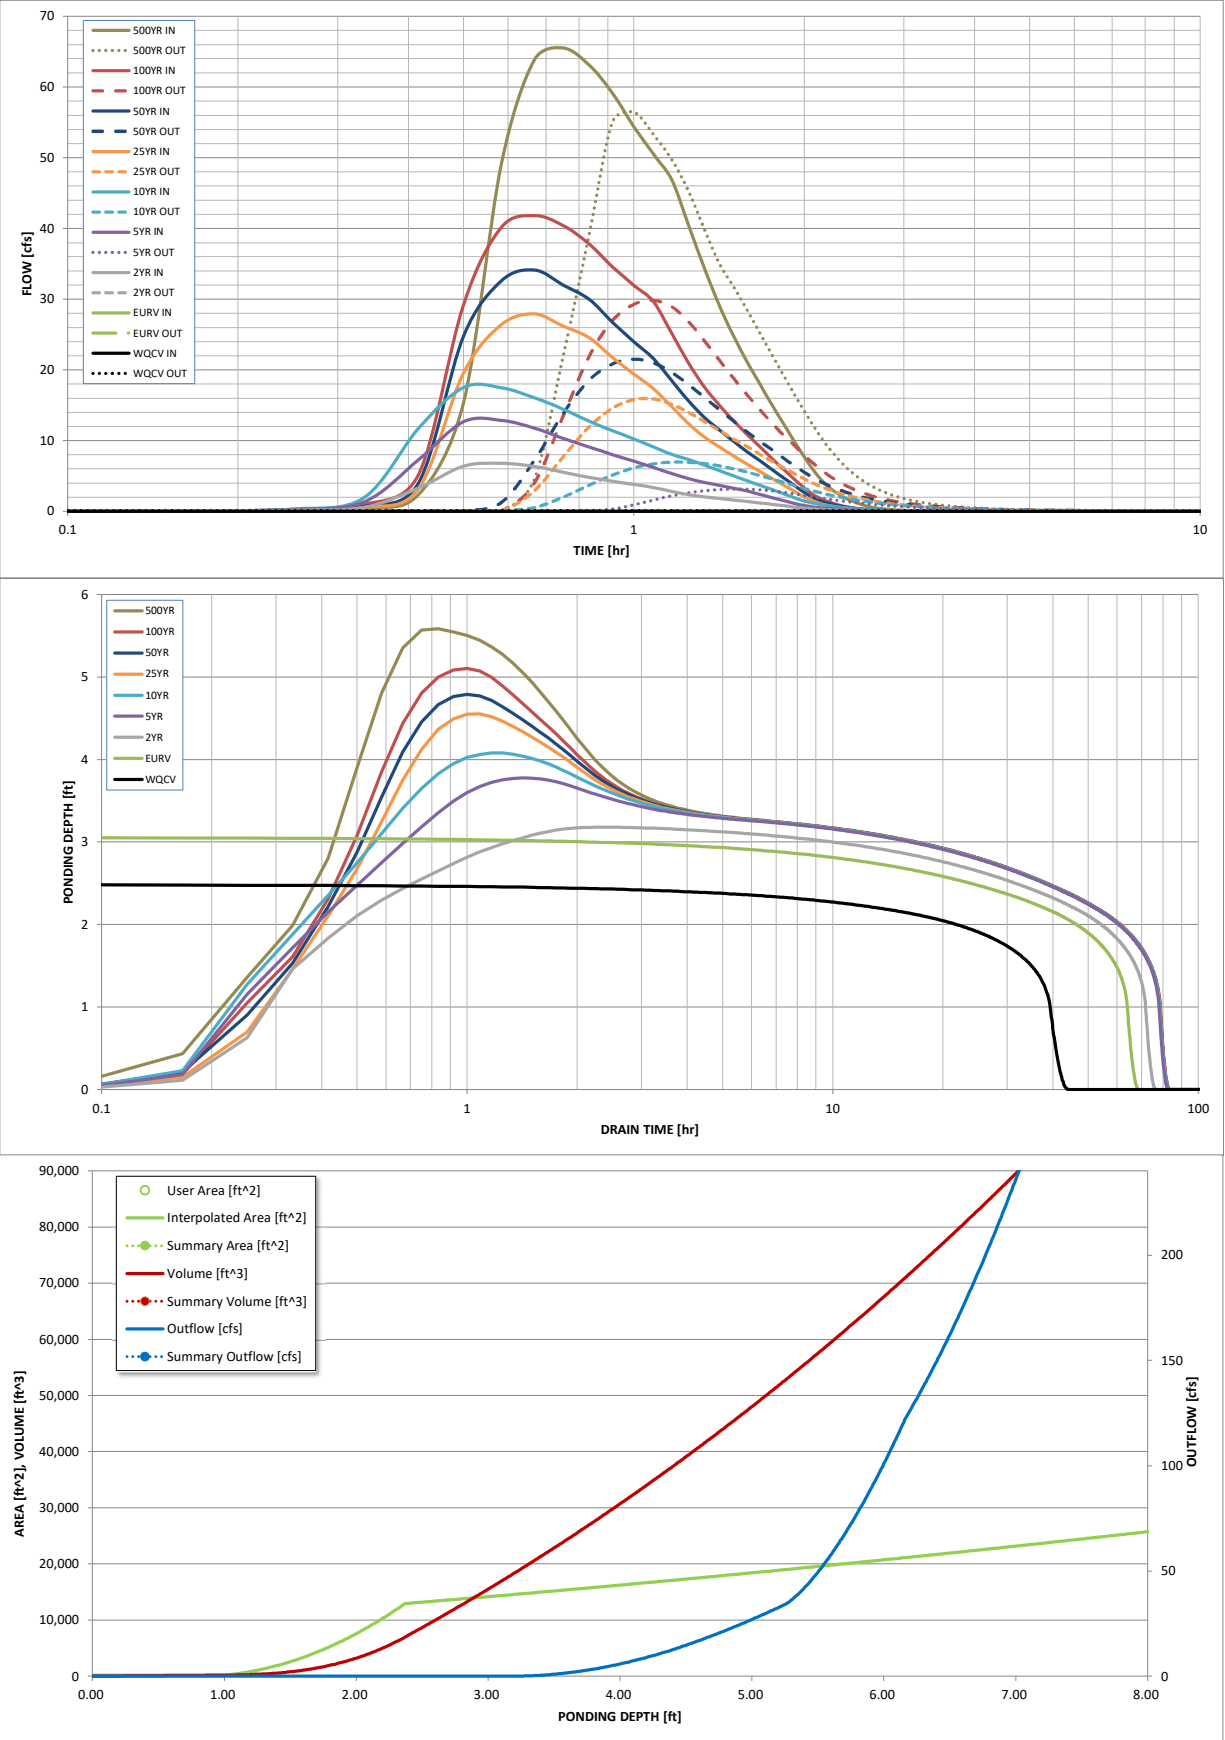 70
60
50
40
30
20
10
0
FLOW [cfs]
500YR IN
500YR OUT
100YR IN
100YR OUT
50YR IN
50YR OUT
25YR IN
25YR OUT
10YR IN
10YR OUT
5YR IN
5YR OUT
2YR IN
2YR OUT
EURV IN
EURV OUT
WQCV IN
WQCV OUT
0.1
1
10
TIME [hr]
6
5
4
3
2
1
0
PONDING DEPTH [ft]
500YR
100YR
50YR
25YR
10YR
5YR
2YR
EURV
WQCV
0.1
1
10
100
DRAIN TIME [hr]
90,000
80,000
70,000
60,000
50,000
40,000
30,000
20,000
10,000
0
AREA [ft^2], VOLUME [ft^3]
User Area [ft^2]
Interpolated Area [ft^2]
Summary Area [ft^2]
Volume [ft^3]
Summary Volume [ft^3]
Outflow [cfs]
Summary Outflow [cfs]
200
150
100
50
0
OUTFLOW [cfs]
0.00
1.00
2.00
3.00
4.00
5.00
6.00
7.00
8.00
PONDING DEPTH [ft]